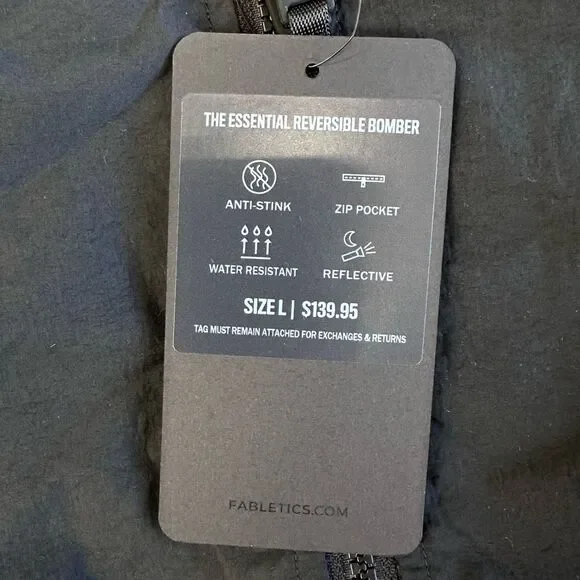 THE ESSENTIAL REVERSIBLE BOMBER
ANTI-STINK
ZIP POCKET
WATER RESISTANT
REFLECTIVE
SIZE L | $139.95
TAG MUST REMAIN ATTACHED FOR EXCHANGES & RETURNS
FABLETICS.COM